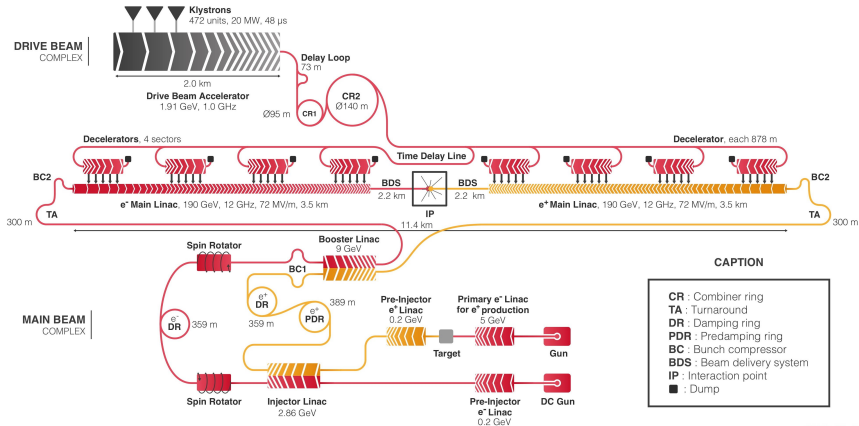 Klystrons
472 units, 20 MW, 48 µs
DRIVE BEAM
COMPLEX
Delay Loop
73 m
2.0 km
Drive Beam Accelerator
1.91 GeV, 1.0 GHz
CR2
Ø140 m
Ø95 m
CR1
Decelerators, 4 sectors
Decelerator, each 878 m
Time Delay Line
BC2
BDS
BDS
BC2
2.2 km
2.2 km
e⁻ Main Linac, 190 GeV, 12 GHz, 72 MV/m, 3.5 km
IP
e⁺ Main Linac, 190 GeV, 12 GHz, 72 MV/m, 3.5 km
TA
TA
300 m
300 m
11.4 km
Spin Rotator
Booster Linac
9 GeV
BC1
MAIN BEAM
COMPLEX
e⁻
DR
359 m
e⁺
DR
359 m
e⁺
PDR
389 m
Pre-Injector
e⁺ Linac
0.2 GeV
Primary e⁻ Linac
for e⁺ production
5 GeV
Target
Gun
Spin Rotator
Injector Linac
2.86 GeV
Pre-Injector
e⁻ Linac
0.2 GeV
DC Gun
CAPTION
CR : Combiner ring
TA : Turnaround
DR : Damping ring
PDR : Predamping ring
BC : Bunch compressor
BDS : Beam delivery system
IP : Interaction point
: Dump